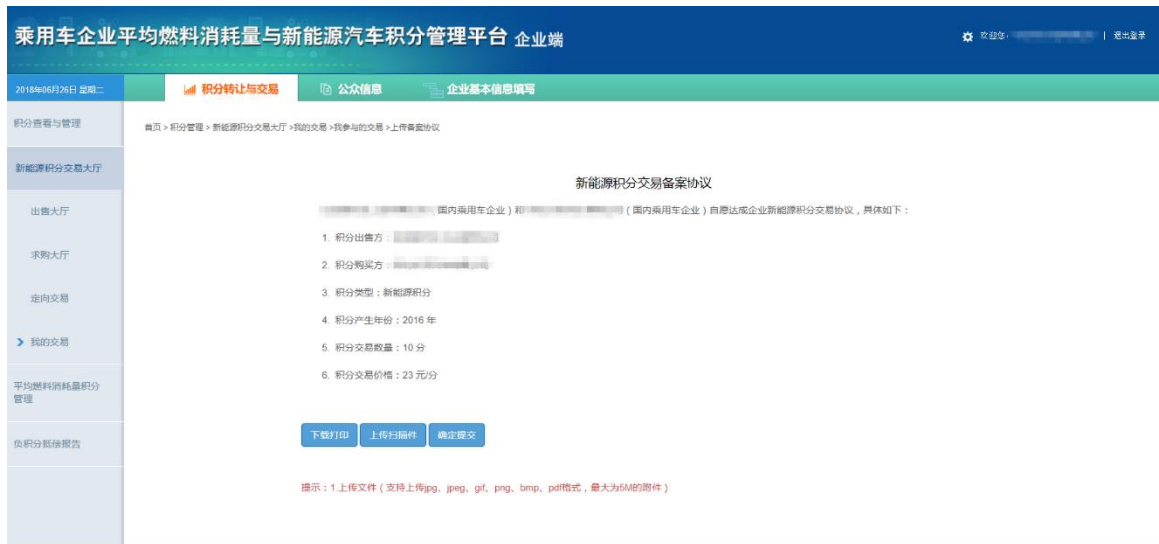 乘用车企业平均燃料消耗量与新能源汽车积分管理平台 企业端
欢迎您， | 退出登录
2018年06月26日 星期二
积分转让与交易
公众信息
企业基本信息填写
积分查看与管理
新能源积分交易大厅
出售大厅
求购大厅
定向交易
我的交易
平均燃料消耗量积分
管理
负积分抵偿报告
首页 > 积分管理 > 新能源积分交易大厅 >我的交易 >我参与的交易 >上传备案协议
新能源积分交易备案协议
国内乘用车企业）和 （国内乘用车企业）自愿达成企业新能源积分交易协议，具体如下：
1. 积分出售方：
2. 积分购买方：
3. 积分类型：新能源积分
4. 积分产生年份：2016 年
5. 积分交易数量：10 分
6. 积分交易价格：23 元/分
下载打印
上传扫描件
确定提交
提示：1.上传文件（支持上传jpg、jpeg、gif、png、bmp、pdf格式，最大为5M的附件）